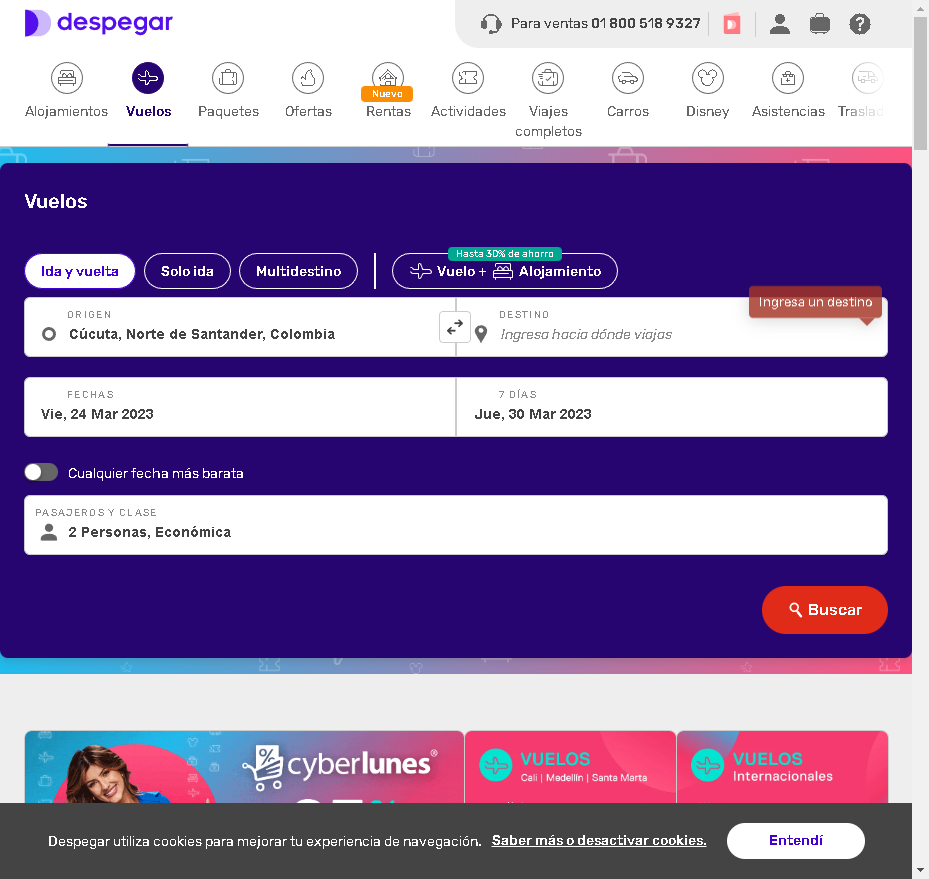 despegar
Para ventas 01 800 518 9327
Alojamientos
Vuelos
Paquetes
Ofertas
Nuevo
Rentas
Actividades
Viajes
completos
Carros
Disney
Asistencias
Vuelos
Ida y vuelta
Solo ida
Multidestino
Hasta 30% de ahorro
Vuelo + Alojamiento
Ingresa un destino
ORIGEN
Cúcuta, Norte de Santander, Colombia
DESTINO
Ingresa hacia dónde viajas
FECHAS
Vie, 24 Mar 2023
7 DÍAS
Jue, 30 Mar 2023
Cualquier fecha más barata
PASAJEROS Y CLASE
2 Personas, Económica
Buscar
cyberlunes®
VUELOS
Cali | Medellín | Santa Marta
VUELOS
Internacionales
Despegar utiliza cookies para mejorar tu experiencia de navegación. Saber más o desactivar cookies.
Entendí